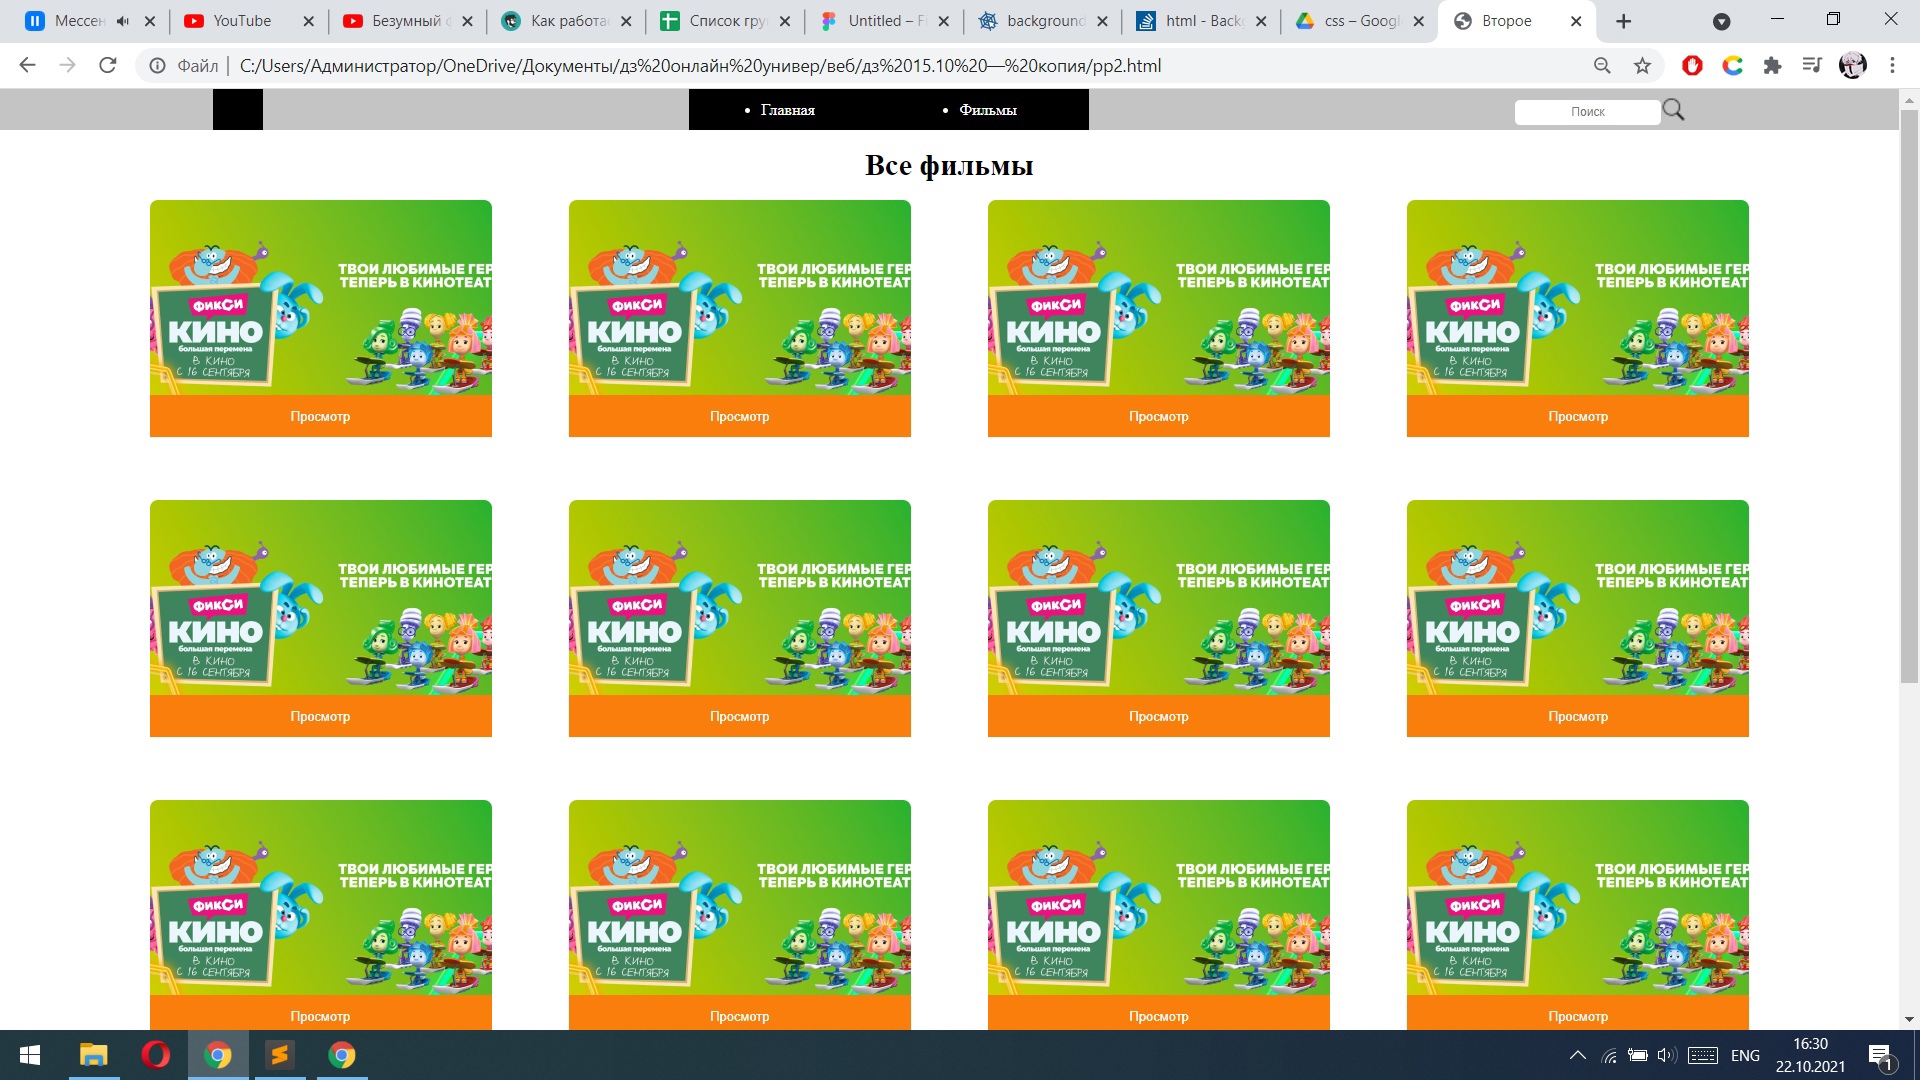 Мессен
YouTube
Безумный ф
Как работае
Список груп
Untitled – Fi
background
html - Backg
css – Google
Второе
Файл
C:/Users/Администратор/OneDrive/Документы/дз%20онлайн%20универ/веб/дз%2015.10%20—%20копия/pp2.html
Главная
Фильмы
Поиск
Все фильмы
ТВОИ ЛЮБИМЫЕ ГЕР
ТЕПЕРЬ В КИНОТЕАТ
ФИКСИ
КИНО
большая перемена
В КИНО
С 16 СЕНТЯБРЯ
ТВОИ ЛЮБИМЫЕ ГЕР
ТЕПЕРЬ В КИНОТЕАТ
ФИКСИ
КИНО
большая перемена
В КИНО
С 16 СЕНТЯБРЯ
ТВОИ ЛЮБИМЫЕ ГЕР
ТЕПЕРЬ В КИНОТЕАТ
ФИКСИ
КИНО
большая перемена
В КИНО
С 16 СЕНТЯБРЯ
ТВОИ ЛЮБИМЫЕ ГЕР
ТЕПЕРЬ В КИНОТЕАТ
ФИКСИ
КИНО
большая перемена
В КИНО
С 16 СЕНТЯБРЯ
Просмотр
Просмотр
Просмотр
Просмотр
ТВОИ ЛЮБИМЫЕ ГЕР
ТЕПЕРЬ В КИНОТЕАТ
ФИКСИ
КИНО
большая перемена
В КИНО
С 16 СЕНТЯБРЯ
ТВОИ ЛЮБИМЫЕ ГЕР
ТЕПЕРЬ В КИНОТЕАТ
ФИКСИ
КИНО
большая перемена
В КИНО
С 16 СЕНТЯБРЯ
ТВОИ ЛЮБИМЫЕ ГЕР
ТЕПЕРЬ В КИНОТЕАТ
ФИКСИ
КИНО
большая перемена
В КИНО
С 16 СЕНТЯБРЯ
ТВОИ ЛЮБИМЫЕ ГЕР
ТЕПЕРЬ В КИНОТЕАТ
ФИКСИ
КИНО
большая перемена
В КИНО
С 16 СЕНТЯБРЯ
Просмотр
Просмотр
Просмотр
Просмотр
ТВОИ ЛЮБИМЫЕ ГЕР
ТЕПЕРЬ В КИНОТЕАТ
ФИКСИ
КИНО
большая перемена
В КИНО
С 16 СЕНТЯБРЯ
ТВОИ ЛЮБИМЫЕ ГЕР
ТЕПЕРЬ В КИНОТЕАТ
ФИКСИ
КИНО
большая перемена
В КИНО
С 16 СЕНТЯБРЯ
ТВОИ ЛЮБИМЫЕ ГЕР
ТЕПЕРЬ В КИНОТЕАТ
ФИКСИ
КИНО
большая перемена
В КИНО
С 16 СЕНТЯБРЯ
ТВОИ ЛЮБИМЫЕ ГЕР
ТЕПЕРЬ В КИНОТЕАТ
ФИКСИ
КИНО
большая перемена
В КИНО
С 16 СЕНТЯБРЯ
Просмотр
Просмотр
Просмотр
Просмотр
ENG
16:30
22.10.2021
1